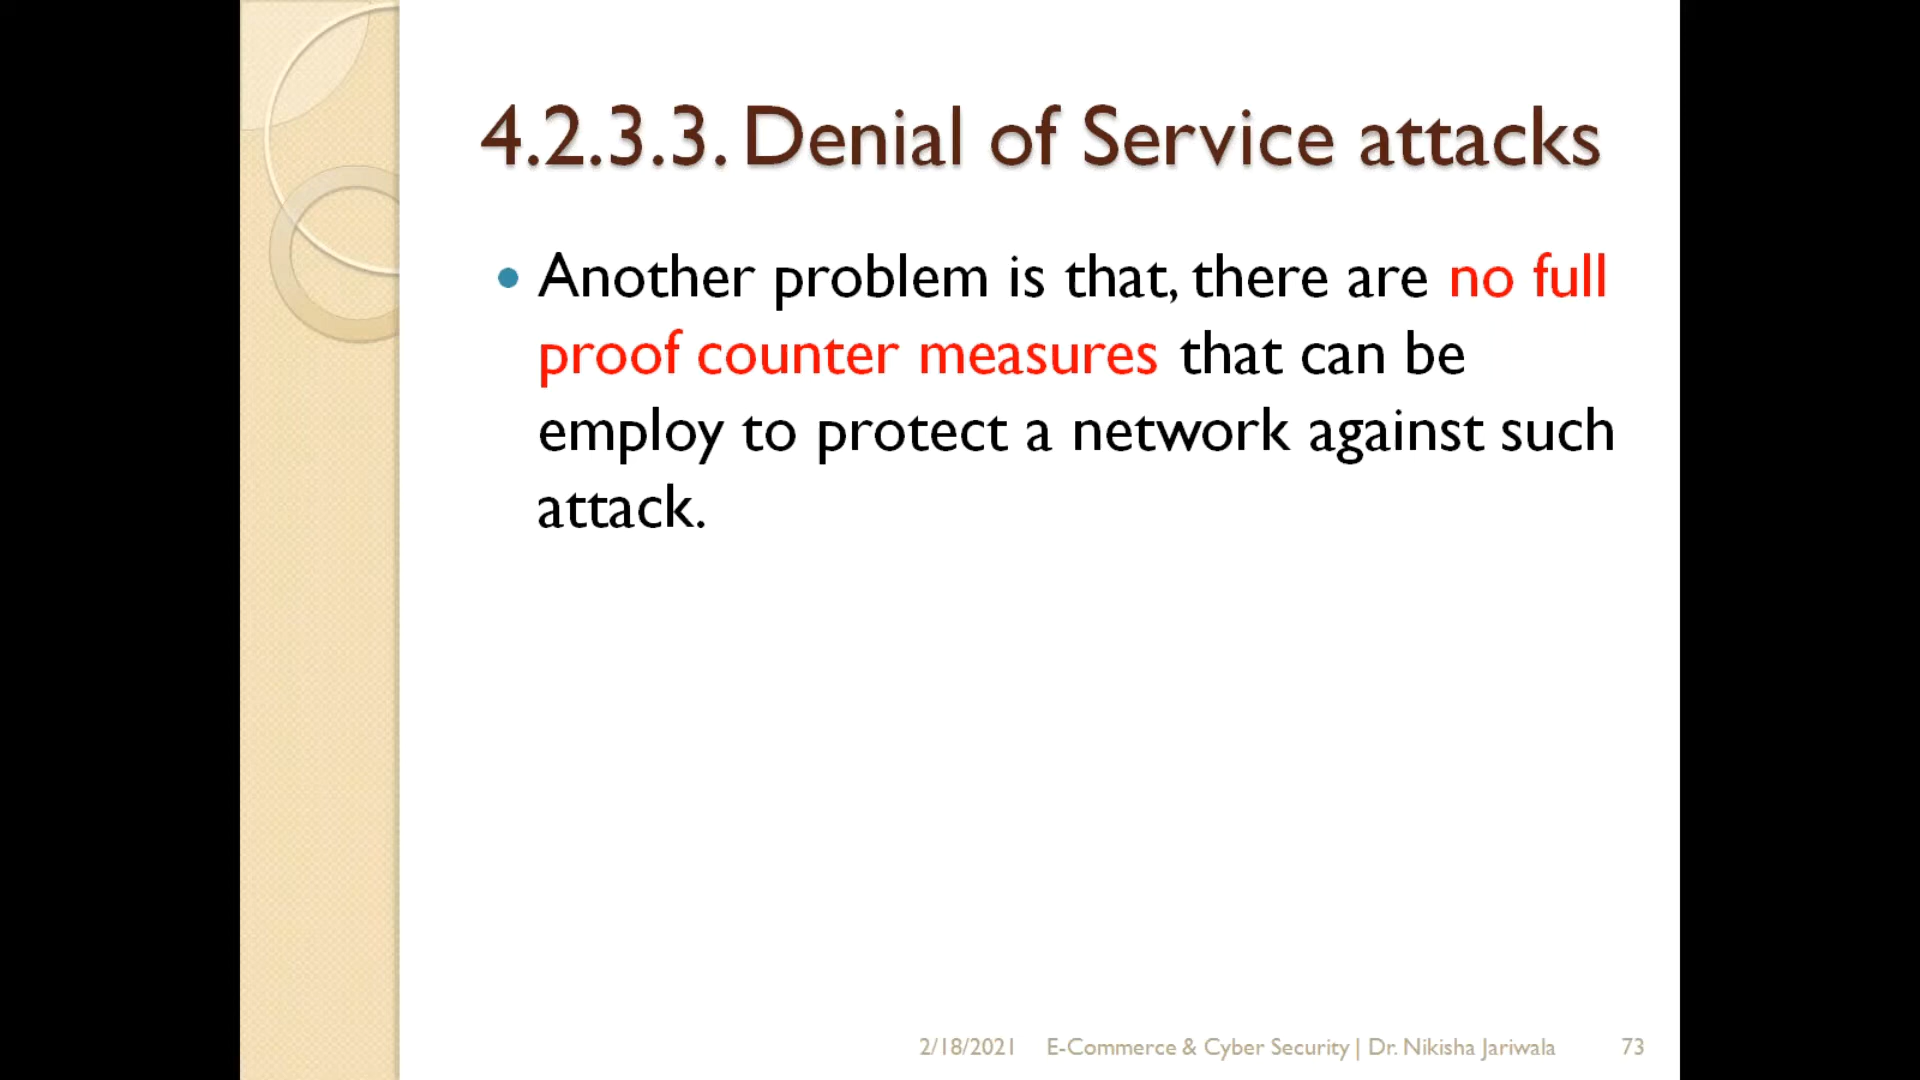 4.2.3.3. Denial of Service attacks
• Another problem is that, there are no full
proof counter measures that can be
employ to protect a network against such
attack.
2/18/2021 E-Commerce & Cyber Security | Dr. Nikisha Jariwala 73